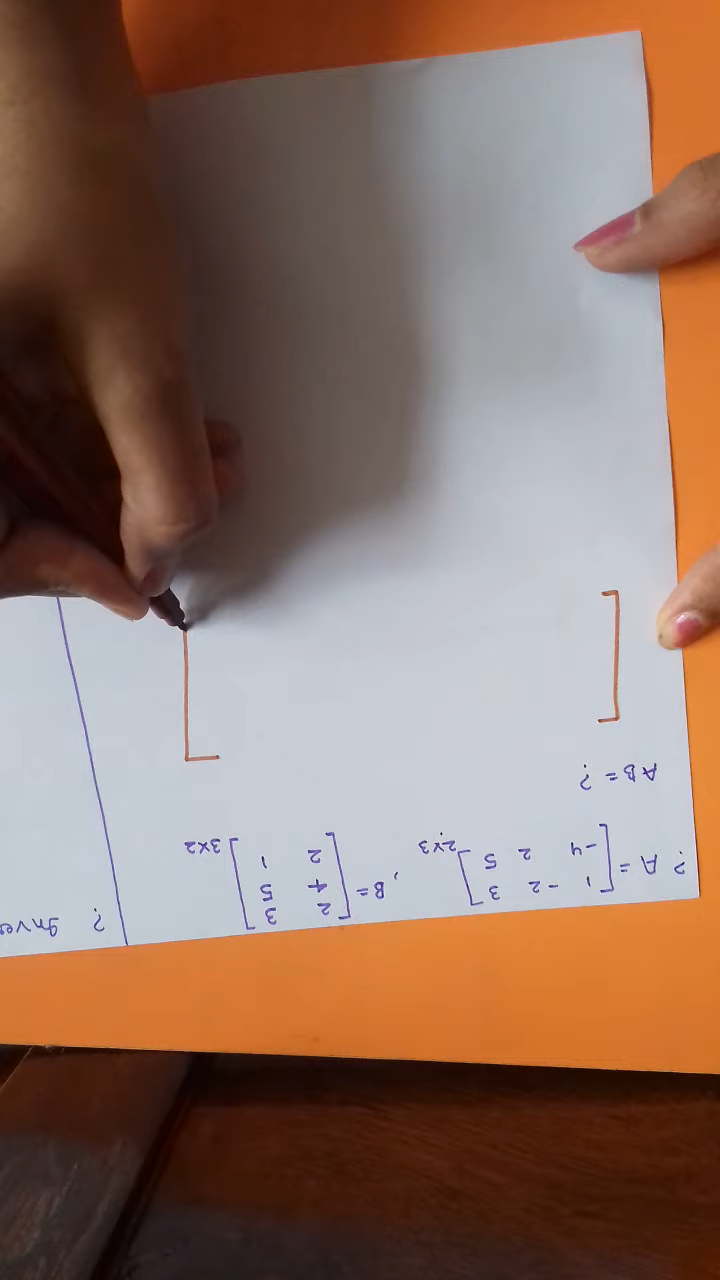 ? A = [ 1 -2 3
-4 2 5 ] 2x3 , B = [ 2 3
4 5
2 1 ] 3x2
AB = ?
?